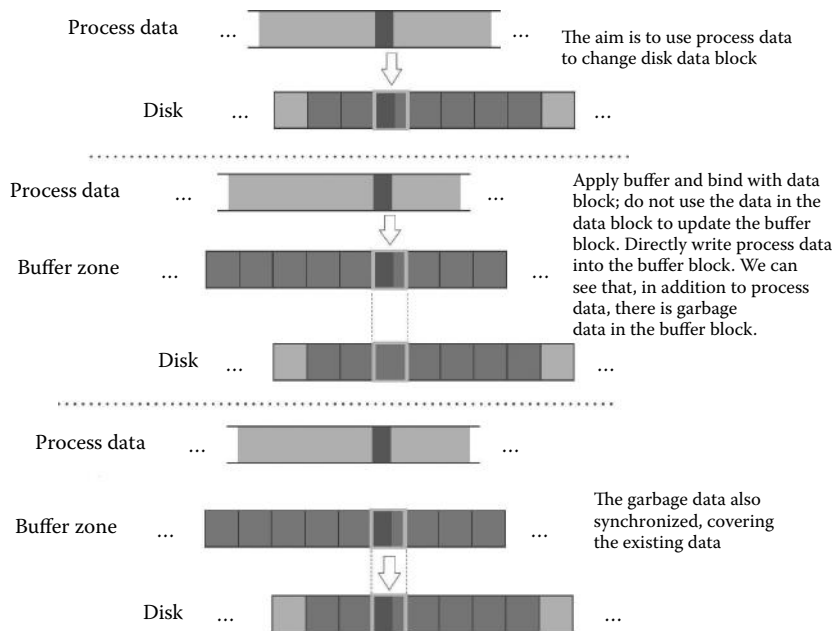 Process data ... ...
The aim is to use process data
to change disk data block
Disk ... ...
Process data ... ...
Apply buffer and bind with data
block; do not use the data in the
data block to update the buffer
block. Directly write process data
into the buffer block. We can
see that, in addition to process
data, there is garbage
data in the buffer block.
Buffer zone ... ...
Disk ... ...
Process data ... ...
Buffer zone ... ...
The garbage data also
synchronized, covering
the existing data
Disk ... ...